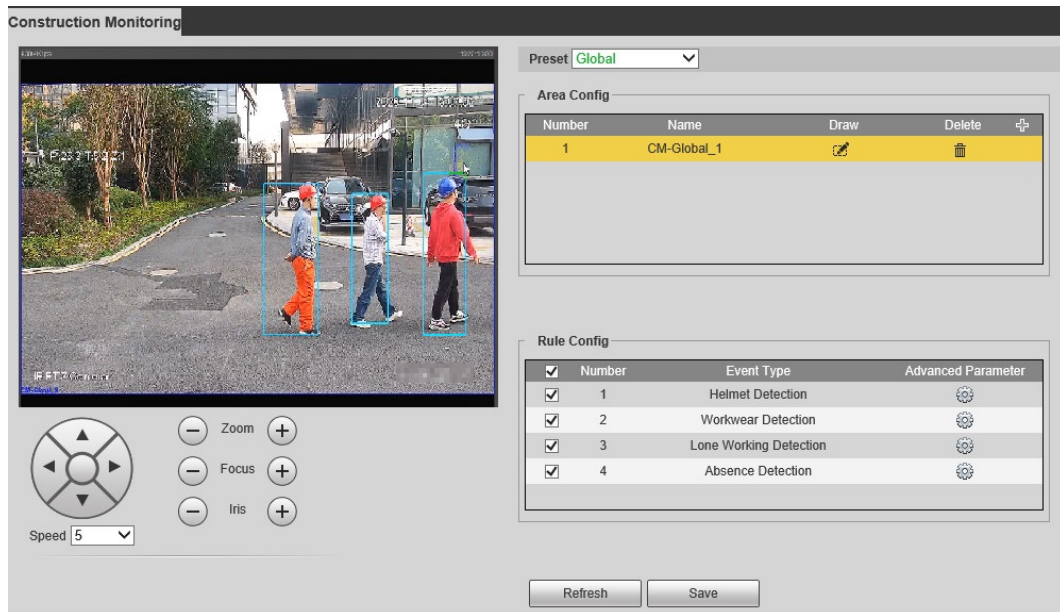 Construction Monitoring
Preset Global
Area Config
Number Name Draw Delete
1 CM-Global_1
Rule Config
Number Event Type Advanced Parameter
1 Helmet Detection
2 Workwear Detection
3 Lone Working Detection
4 Absence Detection
Zoom
Focus
Iris
Speed 5
Refresh Save